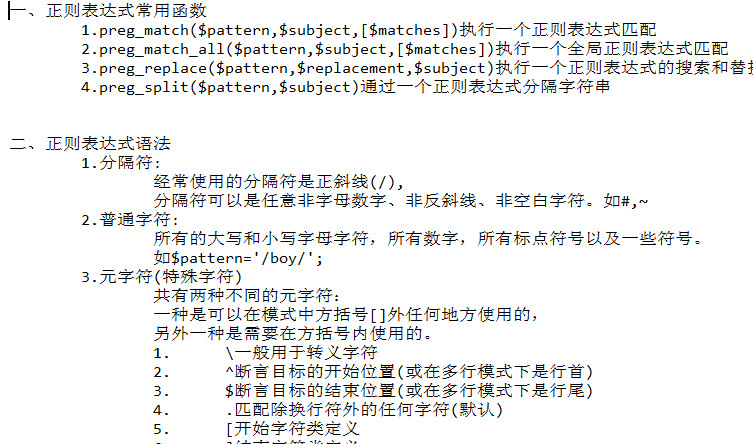 一、正则表达式常用函数
1.preg_match($pattern,$subject,[$matches])执行一个正则表达式匹配
2.preg_match_all($pattern,$subject,[$matches])执行一个全局正则表达式匹配
3.preg_replace($pattern,$replacement,$subject)执行一个正则表达式的搜索和替
4.preg_split($pattern,$subject)通过一个正则表达式分隔字符串
二、正则表达式语法
1.分隔符:
经常使用的分隔符是正斜线(/),
分隔符可以是任意非字母数字、非反斜线、非空白字符。如#,~
2.普通字符:
所有的大写和小写字母字符，所有数字，所有标点符号以及一些符号。
如$pattern='/boy/';
3.元字符(特殊字符)
共有两种不同的元字符：
一种是可以在模式中方括号[]外任何地方使用的，
另外一种是需要在方括号内使用的。
1. \一般用于转义字符
2. ^断言目标的开始位置(或在多行模式下是行首)
3. $断言目标的结束位置(或在多行模式下是行尾)
4. .匹配除换行符外的任何字符(默认)
5. [开始字符类定义